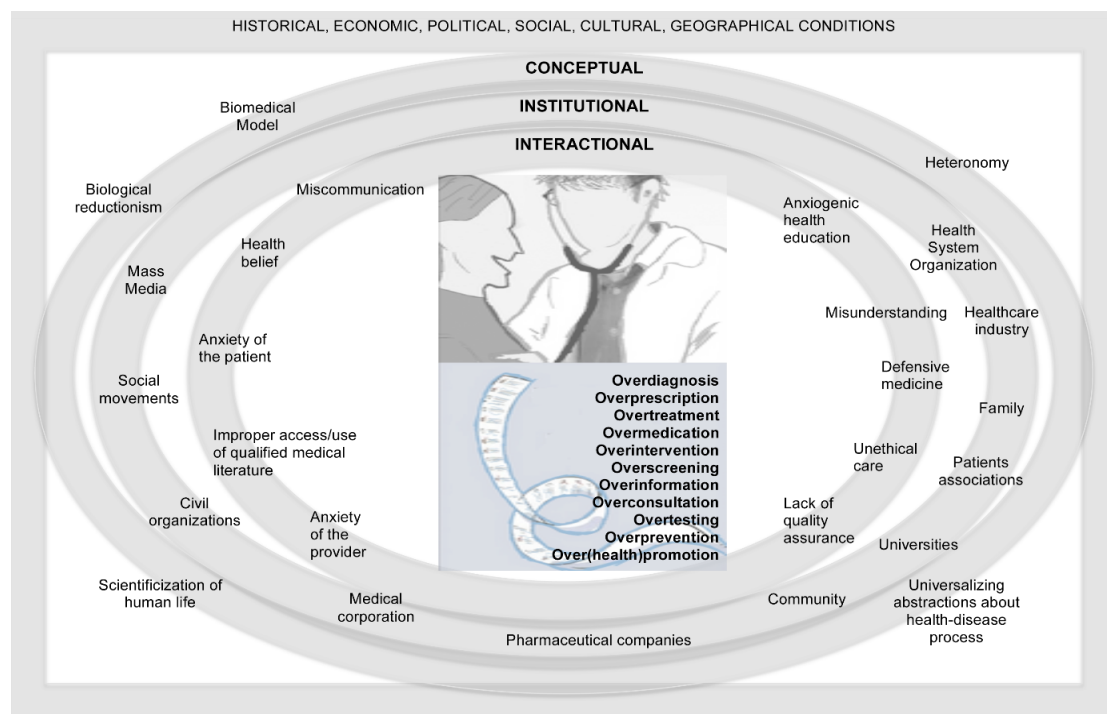 HISTORICAL, ECONOMIC, POLITICAL, SOCIAL, CULTURAL, GEOGRAPHICAL CONDITIONS
CONCEPTUAL
INSTITUTIONAL
INTERACTIONAL
Biomedical
Model
Heteronomy
Biological
reductionism
Miscommunication
Anxiogenic
health
education
Health
belief
Health
System
Organization
Mass
Media
Misunderstanding
Healthcare
industry
Anxiety of
the patient
Defensive
medicine
Social
movements
Family
Improper access/use
of qualified medical
literature
Unethical
care
Patients
associations
Civil
organizations
Anxiety
of the
provider
Lack of
quality
assurance
Universities
Overdiagnosis
Overprescription
Overtreatment
Overmedication
Overintervention
Overscreening
Overinformation
Overconsultation
Overtesting
Overprevention
Over(health)promotion
Scientificization of
human life
Medical
corporation
Community
Universalizing
abstractions about
health-disease
process
Pharmaceutical companies